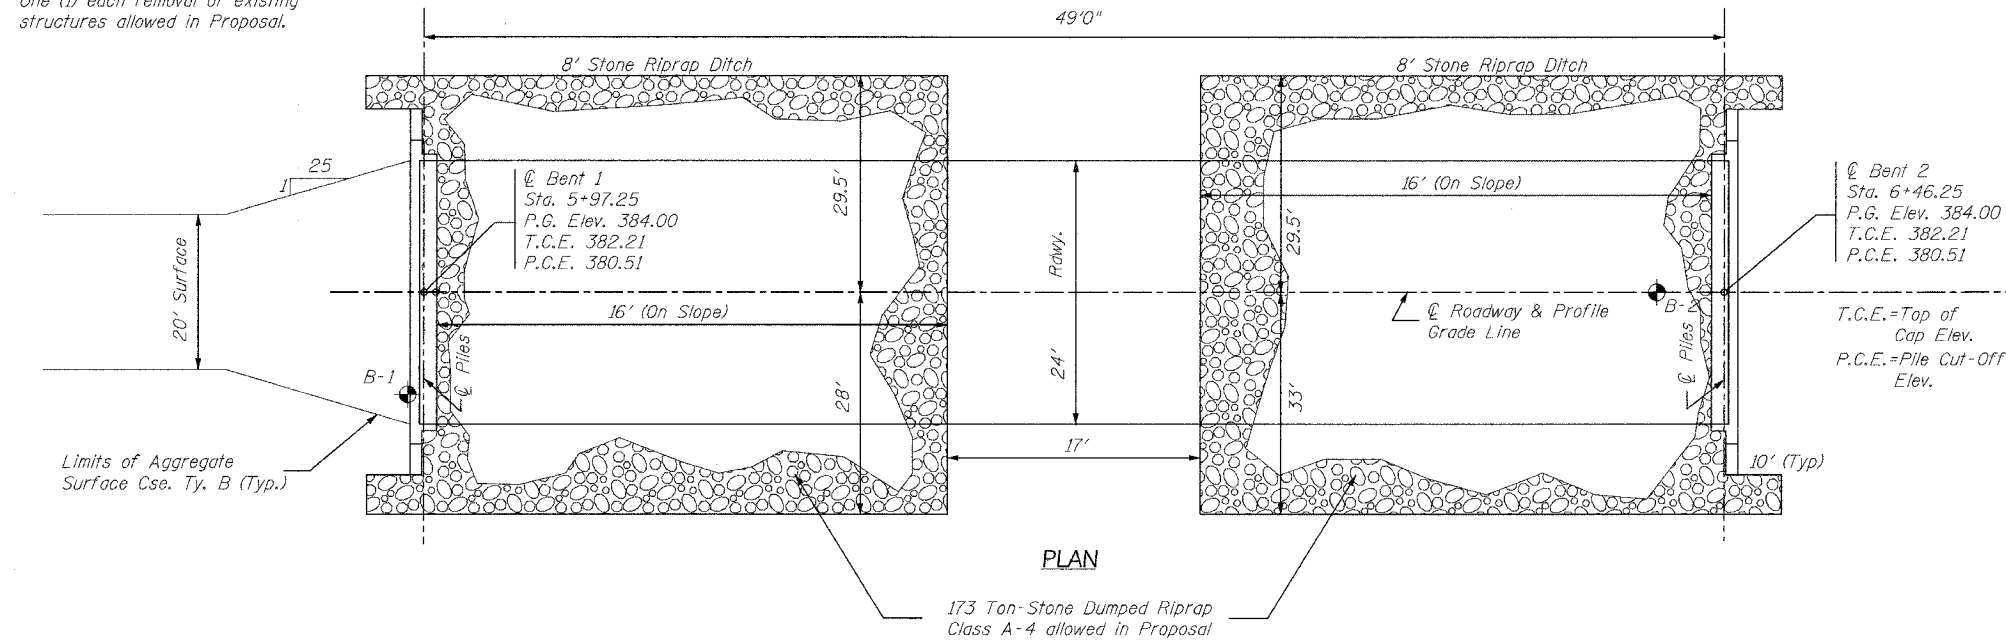 One (1) each removal of existing
structures allowed in Proposal.
49'0"
8' Stone Riprap Ditch
8' Stone Riprap Ditch
25
1
℄ Bent 1
Sta. 5+97.25
P.G. Elev. 384.00
T.C.E. 382.21
P.C.E. 380.51
29.5'
Rdwy.
16' (On Slope)
29.5'
℄ Bent 2
Sta. 6+46.25
P.G. Elev. 384.00
T.C.E. 382.21
P.C.E. 380.51
20' Surface
16' (On Slope)
℄ Roadway & Profile
Grade Line
B-2
T.C.E.=Top of
Cap Elev.
P.C.E.=Pile Cut-Off
Elev.
B-1
℄ Piles
28'
24'
33'
℄ Piles
17'
10' (Typ)
Limits of Aggregate
Surface Cse. Ty. B (Typ.)
PLAN
173 Ton-Stone Dumped Riprap
Class A-4 allowed in Proposal